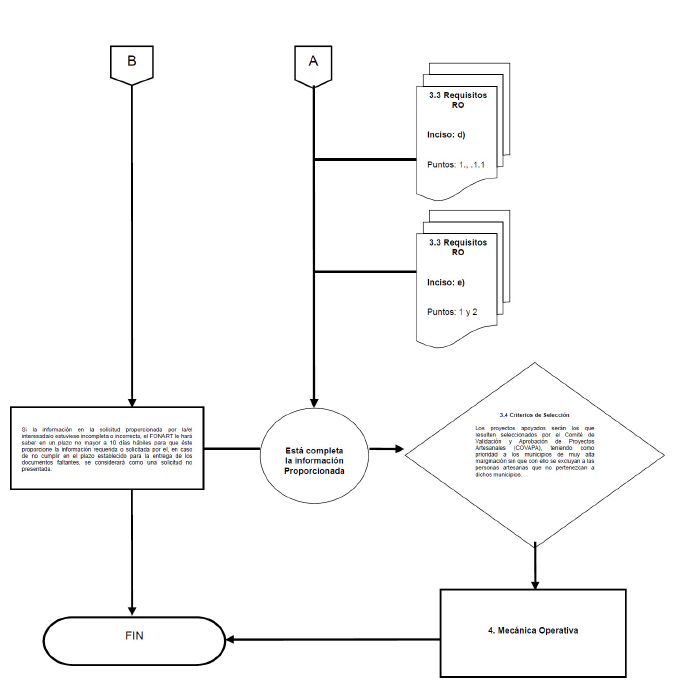 B
A
3.3 Requisitos
RO
Inciso: d)
Puntos: 1., .1.1
3.3 Requisitos
RO
Inciso: e)
Puntos: 1 y 2
Si la información en la solicitud proporcionada por la/el
interesada/o estuviese incompleta o incorrecta, el FONART le hará
saber en un plazo no mayor a 10 días hábiles para que éste
proporcione la información requerida o solicitada por el, en caso
de no cumplir en el plazo establecido para la entrega de los
documentos faltantes, se considerará como una solicitud no
presentada.
Está completa
la información
Proporcionada
3.4 Criterios de Selección
Los proyectos apoyados serán los que
resulten seleccionados por el Comité de
Validación y Aprobación de Proyectos
Artesanales (COVAPA), teniendo como
prioridad a los municipios de muy alta
marginación sin que con ello se excluyan a las
personas artesanas que no pertenezcan a
dichos municipios.
4. Mecánica Operativa
FIN